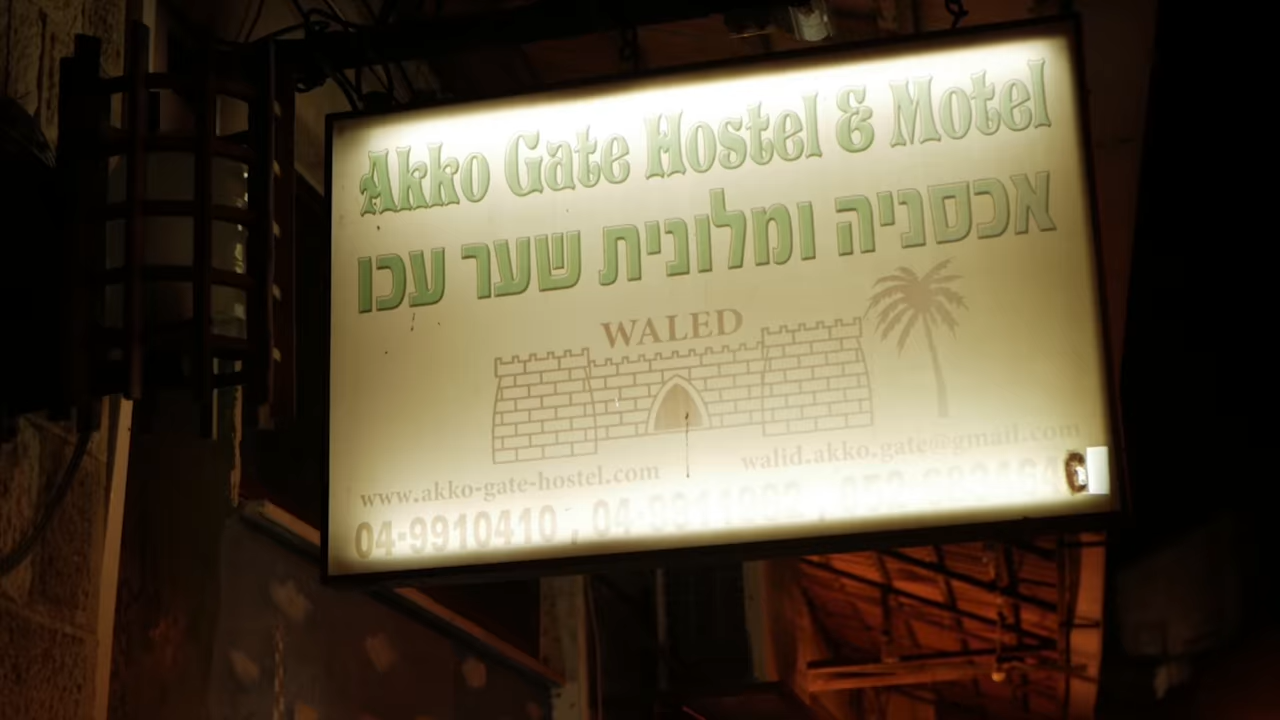 Akko Gate Hostel & Motel
אכסניה ומלונית שער עכו
WALED
www.akko-gate-hostel.com
walid.akko.gate@gmail.com
04-9910410 ,